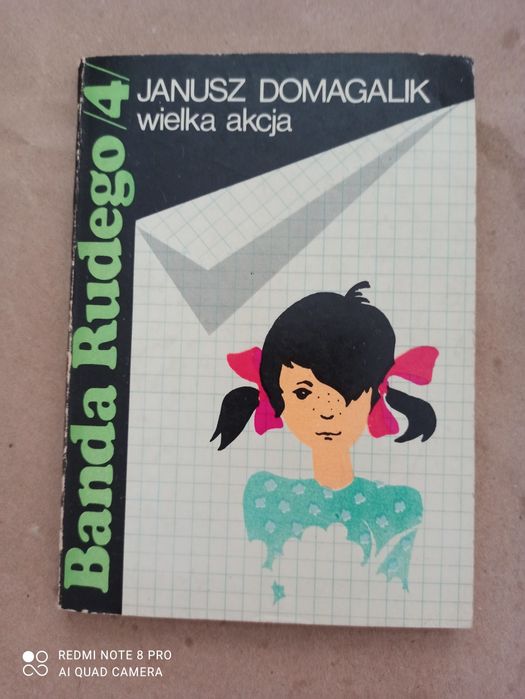 JANUSZ DOMAGALIK
wielka akcja
Banda Rudego /4/
REDMI NOTE 8 PRO
AI QUAD CAMERA